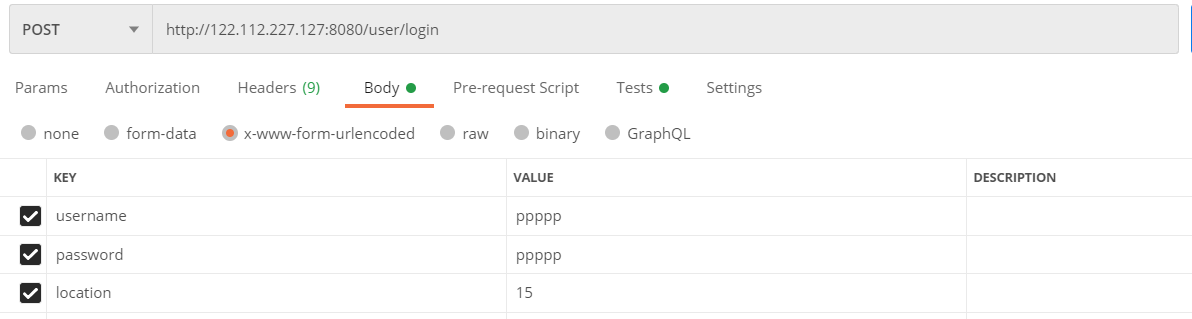 POST http://122.112.227.127:8080/user/login
Params Authorization Headers (9) Body Pre-request Script Tests Settings
none form-data x-www-form-urlencoded raw binary GraphQL
KEY VALUE DESCRIPTION
username ppppp
password ppppp
location 15